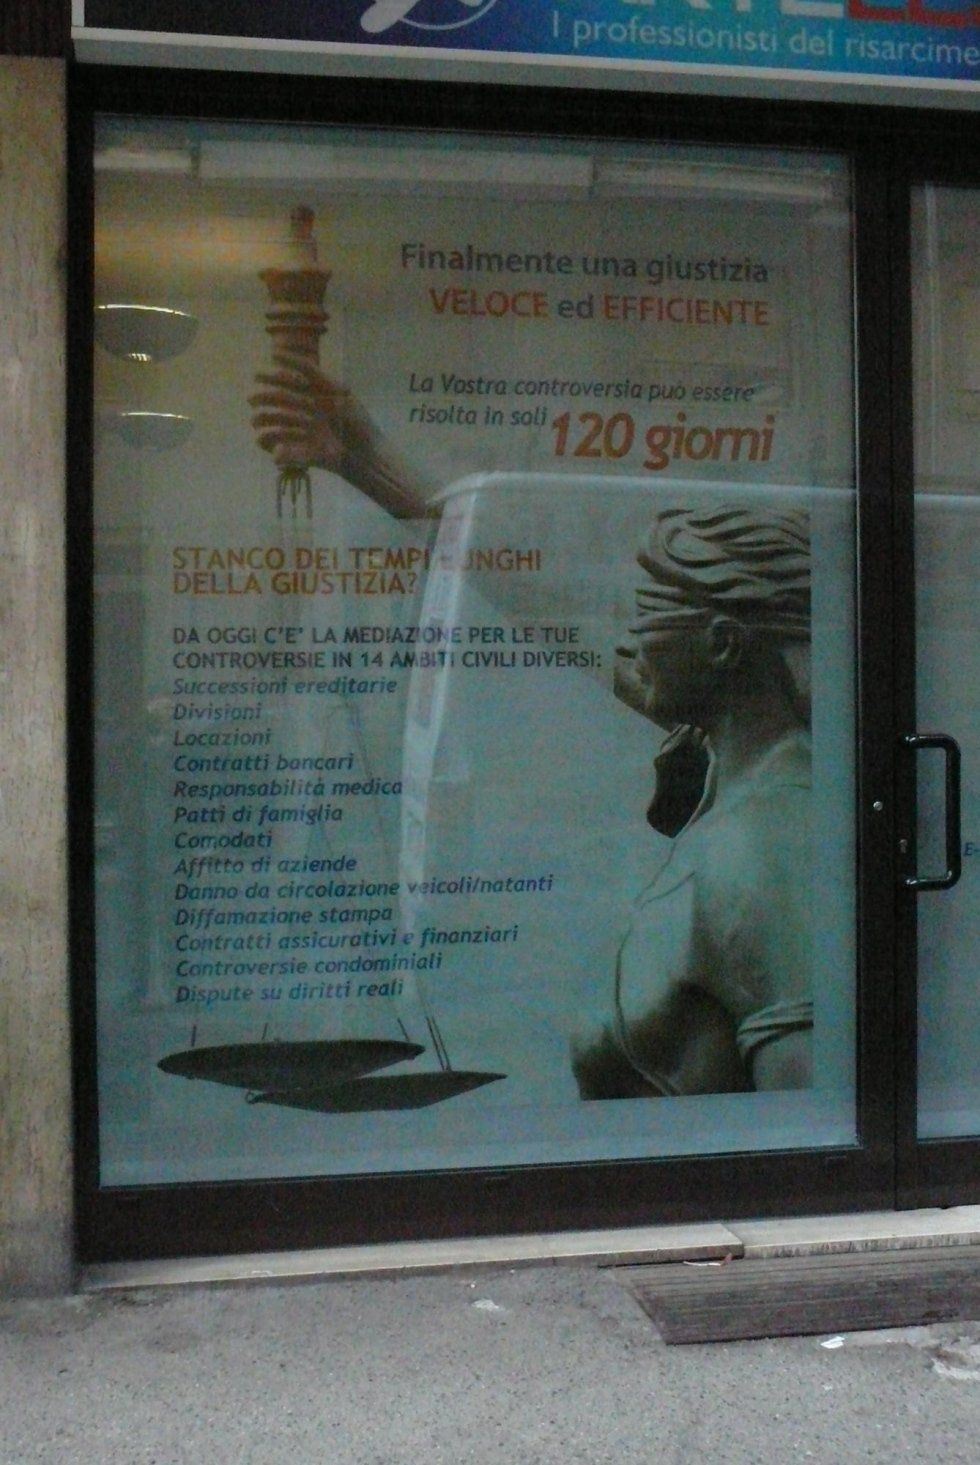 I professionisti del
Finalmente una giustizia
VELOCE ed EFFICIENTE
La Vostra controversia può essere
risolta in soli 120 giorni
STANCO DEI TEMPI LUNGHI
DELLA GIUSTIZIA?
DA OGGI C'E' LA MEDIAZIONE PER LE TUE
CONTROVERSIE IN 14 AMBITI CIVILI DIVERSI:
Successioni ereditarie
Divisioni
Locazioni
Contratti bancari
Responsabilità medica
Patti di famiglia
Comodati
Affitto di aziende
Danno da circolazione veicoli/natanti
Diffamazione stampa
Contratti assicurativi e finanziari
Controversie condominiali
Dispute su diritti reali